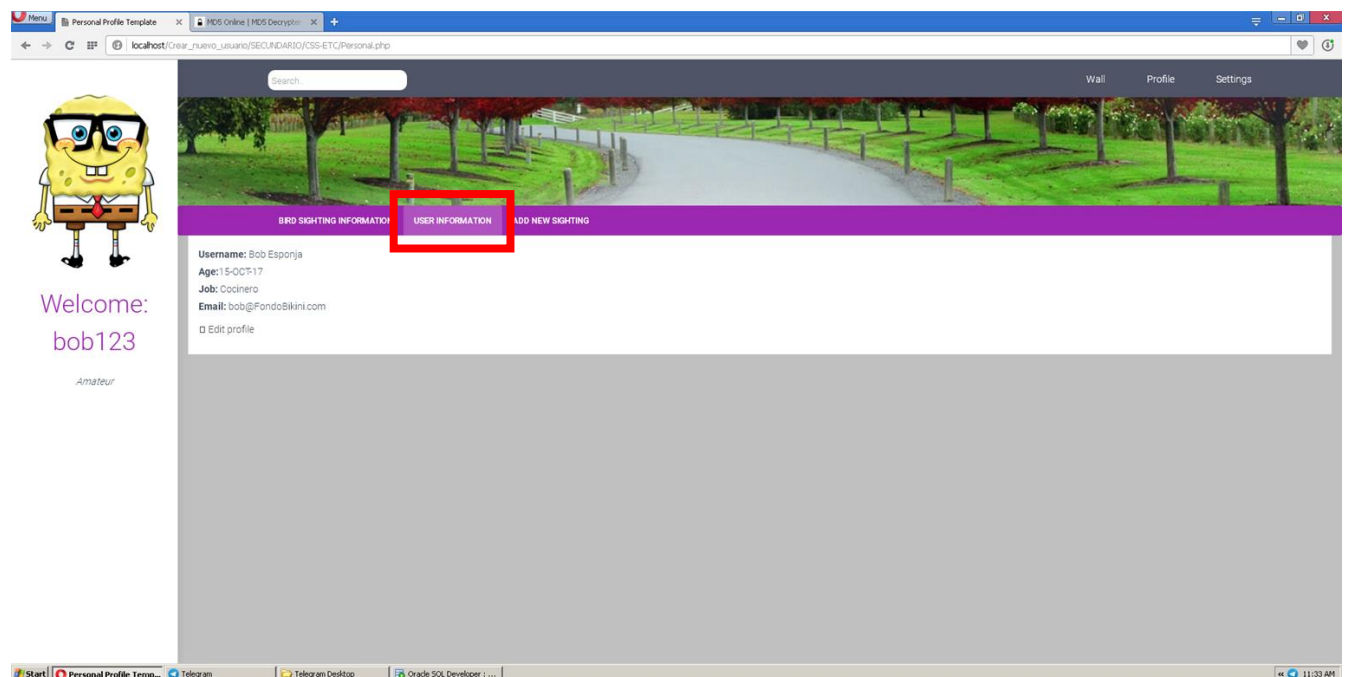 Menu Personal Profile Template MD5 Online | MD5 Decrypter
localhost/Crear_nuevo_usuario/SECUNDARIO/CSS-ETC/Personal.php
Search. Wall Profile Settings
BIRD SIGHTING INFORMATION USER INFORMATION ADD NEW SIGHTING
Username: Bob Esponja
Age:15-OCT-17
Job: Cocinero
Email: bob@FondoBikini.com
Edit profile
Welcome:
bob123
Amateur
Start Personal Profile Temp... Telegram Telegram Desktop Oracle SQL Developer : ... 11:33 AM